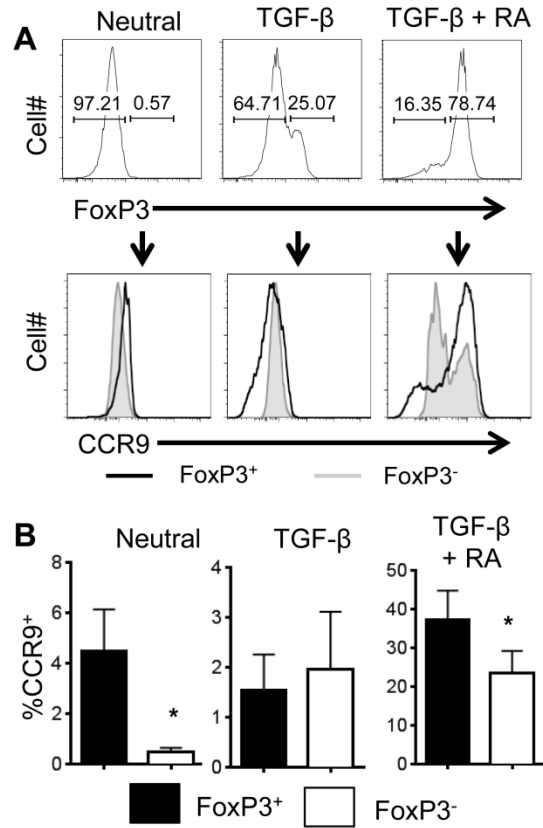 A
Neutral
TGF-β
TGF-β + RA
Cell#
97.21 0.57
64.71 25.07
16.35 78.74
FoxP3
Cell#
CCR9
FoxP3⁺
FoxP3⁻
B
Neutral
TGF-β
TGF-β
+ RA
%CCR9⁺
8
6
4
2
0
*
4
3
2
1
0
50
40
30
20
10
0
*
FoxP3⁺
FoxP3⁻